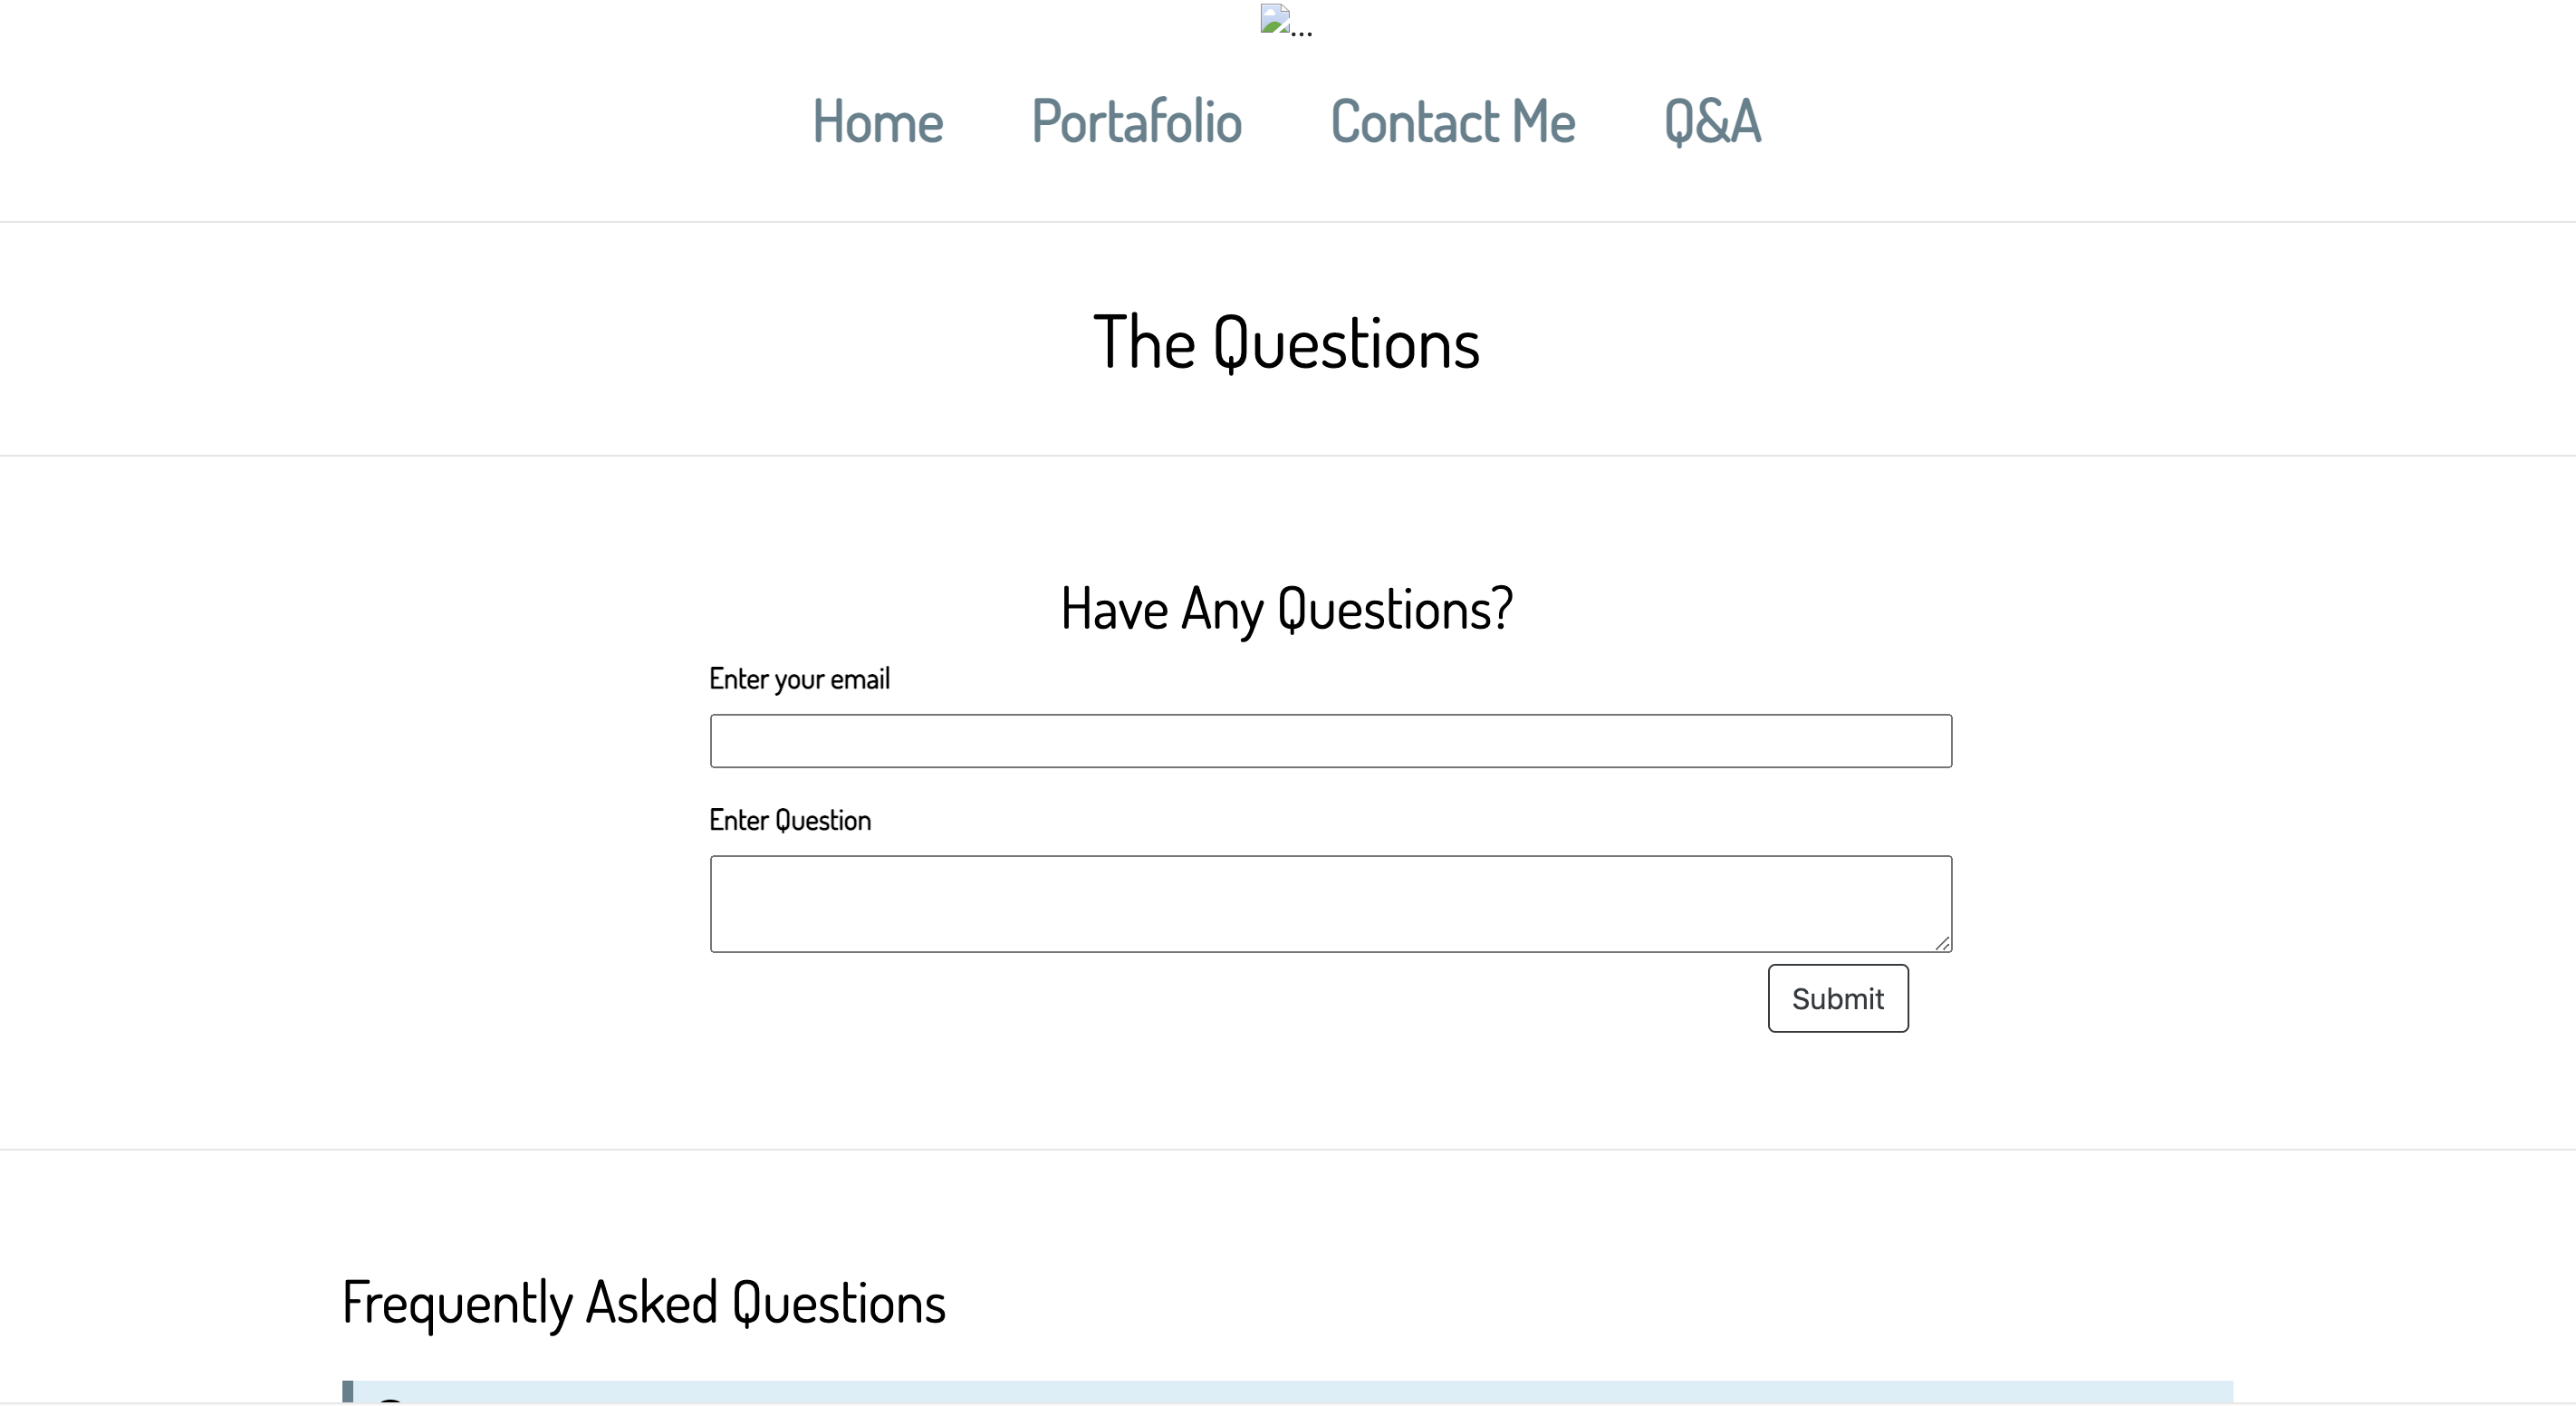 ...
Home Portafolio Contact Me Q&A
The Questions
Have Any Questions?
Enter your email
Enter Question
Submit
Frequently Asked Questions